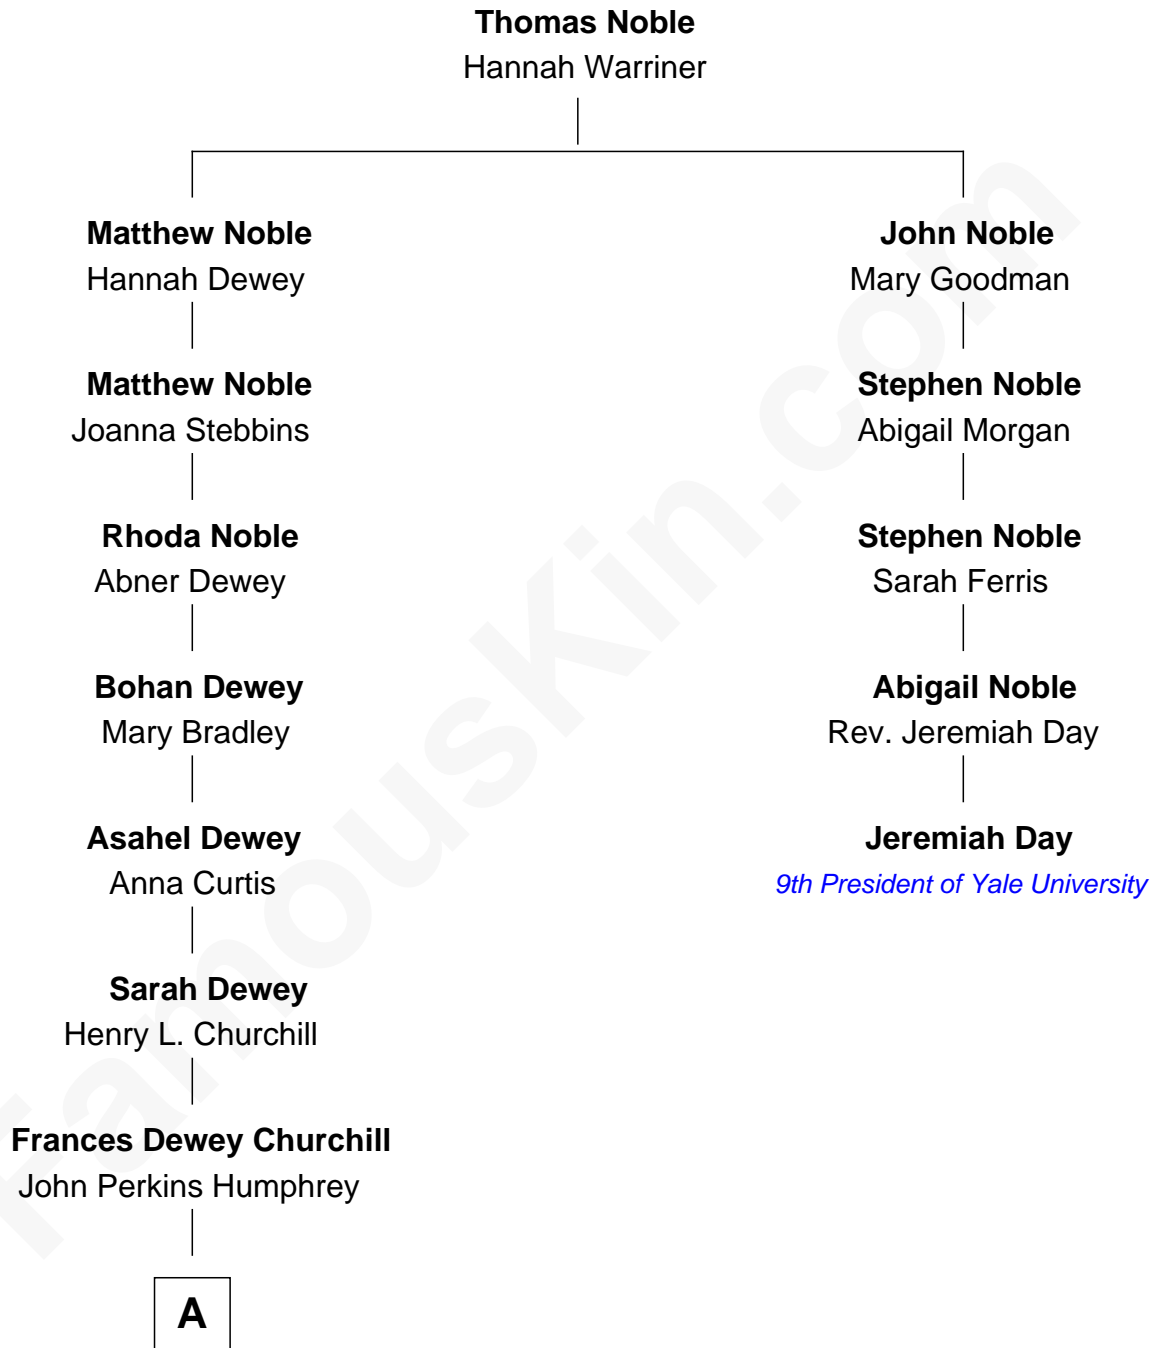 Thomas Noble
Hannah Warriner
Matthew Noble
Hannah Dewey
Matthew Noble
Joanna Stebbins
Rhoda Noble
Abner Dewey
Bohan Dewey
Mary Bradley
Asahel Dewey
Anna Curtis
Sarah Dewey
Henry L. Churchill
Frances Dewey Churchill
John Perkins Humphrey
A
John Noble
Mary Goodman
Stephen Noble
Abigail Morgan
Stephen Noble
Sarah Ferris
Abigail Noble
Rev. Jeremiah Day
Jeremiah Day
9th President of Yale University
FamousKin.com